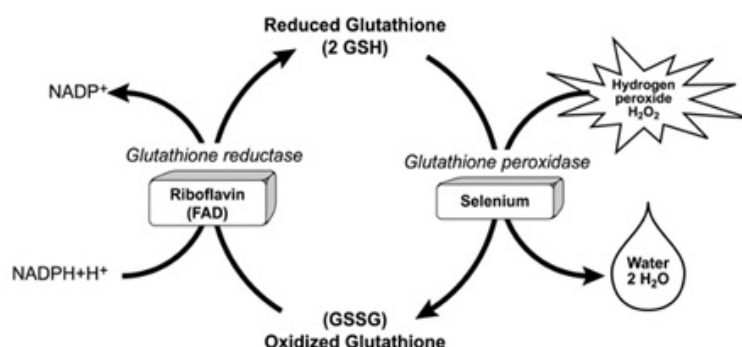 Reduced Glutathione
(2 GSH)
NADP⁺
Hydrogen
peroxide
H₂O₂
Glutathione reductase
Glutathione peroxidase
Riboflavin
(FAD)
Selenium
NADPH+H⁺
Water
2 H₂O
(GSSG)
Oxidized Glutathione